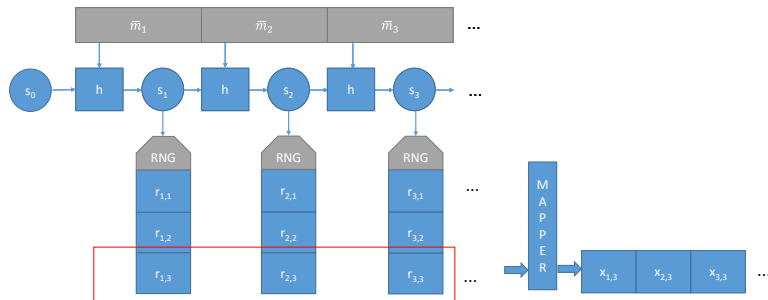 m̅₁ m̅₂ m̅₃ ...
s₀ h s₁ h s₂ h s₃ ...
RNG RNG RNG
r₁,₁ r₂,₁ r₃,₁ ...
r₁,₂ r₂,₂ r₃,₂
r₁,₃ r₂,₃ r₃,₃ ...
MAPPER
x₁,₃ x₂,₃ x₃,₃ ...